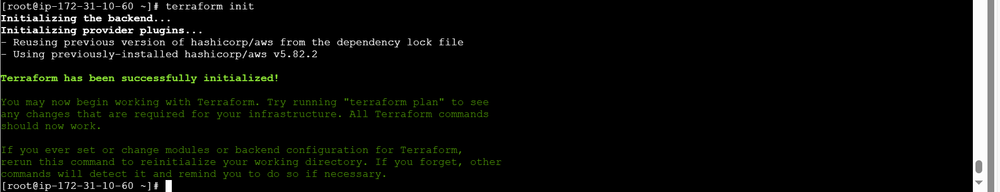 [root@ip-172-31-10-60 ~]# terraform init
Initializing the backend...
Initializing provider plugins...
- Reusing previous version of hashicorp/aws from the dependency lock file
- Using previously-installed hashicorp/aws v5.82.2
Terraform has been successfully initialized!
You may now begin working with Terraform. Try running "terraform plan" to see
any changes that are required for your infrastructure. All Terraform commands
should now work.
If you ever set or change modules or backend configuration for Terraform,
rerun this command to reinitialize your working directory. If you forget, other
commands will detect it and remind you to do so if necessary.
[root@ip-172-31-10-60 ~]#